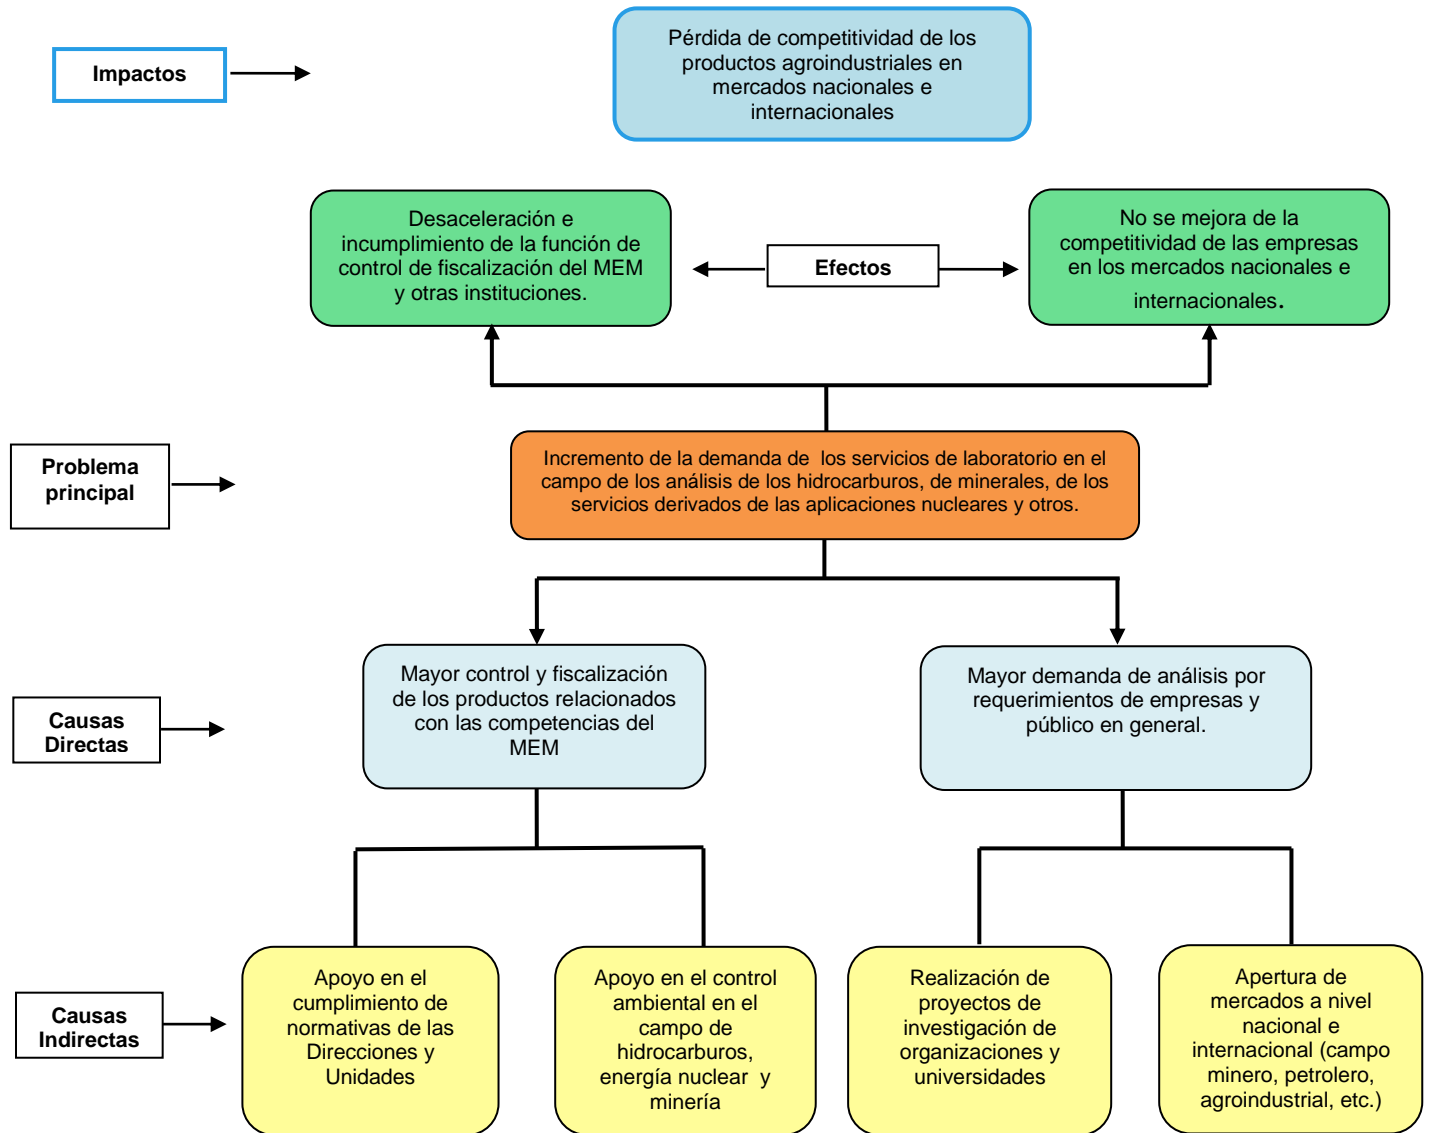 Impactos
Pérdida de competitividad de los
productos agroindustriales en
mercados nacionales e
internacionales
Desaceleración e
incumplimiento de la función de
control de fiscalización del MEM
y otras instituciones.
Efectos
No se mejora de la
competitividad de las empresas
en los mercados nacionales e
internacionales.
Problema
principal
Incremento de la demanda de los servicios de laboratorio en el
campo de los análisis de los hidrocarburos, de minerales, de los
servicios derivados de las aplicaciones nucleares y otros.
Causas
Directas
Mayor control y fiscalización
de los productos relacionados
con las competencias del
MEM
Mayor demanda de análisis por
requerimientos de empresas y
público en general.
Causas
Indirectas
Apoyo en el
cumplimiento de
normativas de las
Direcciones y
Unidades
Apoyo en el control
ambiental en el
campo de
hidrocarburos,
energía nuclear y
minería
Realización de
proyectos de
investigación de
organizaciones y
universidades
Apertura de
mercados a nivel
nacional e
internacional (campo
minero, petrolero,
agroindustrial, etc.)